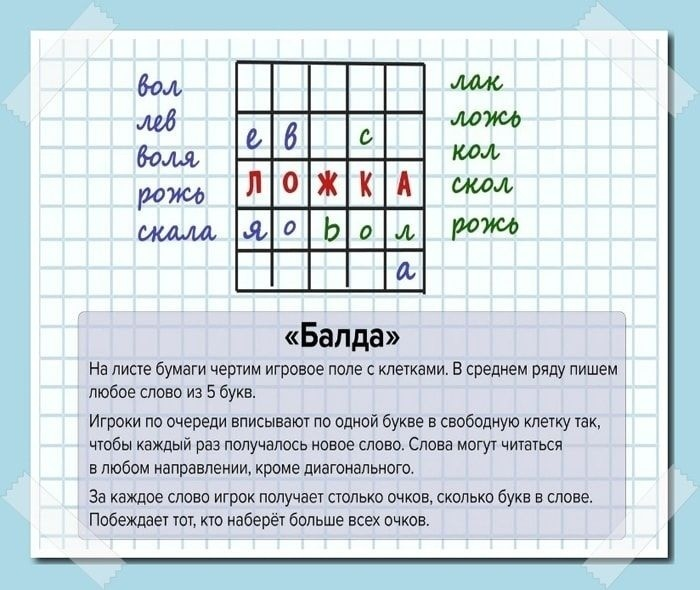 вол
лев
воля
рожь
скала
е в с
ЛОЖКА
я о ь о л
а
лак
ложь
кол
скол
рожь
«Балда»
На листе бумаги чертим игровое поле с клетками. В среднем ряду пишем
любое слово из 5 букв.
Игроки по очереди вписывают по одной букве в свободную клетку так,
чтобы каждый раз получалось новое слово. Слова могут читаться
в любом направлении, кроме диагонального.
За каждое слово игрок получает столько очков, сколько букв в слове.
Побеждает тот, кто наберёт больше всех очков.